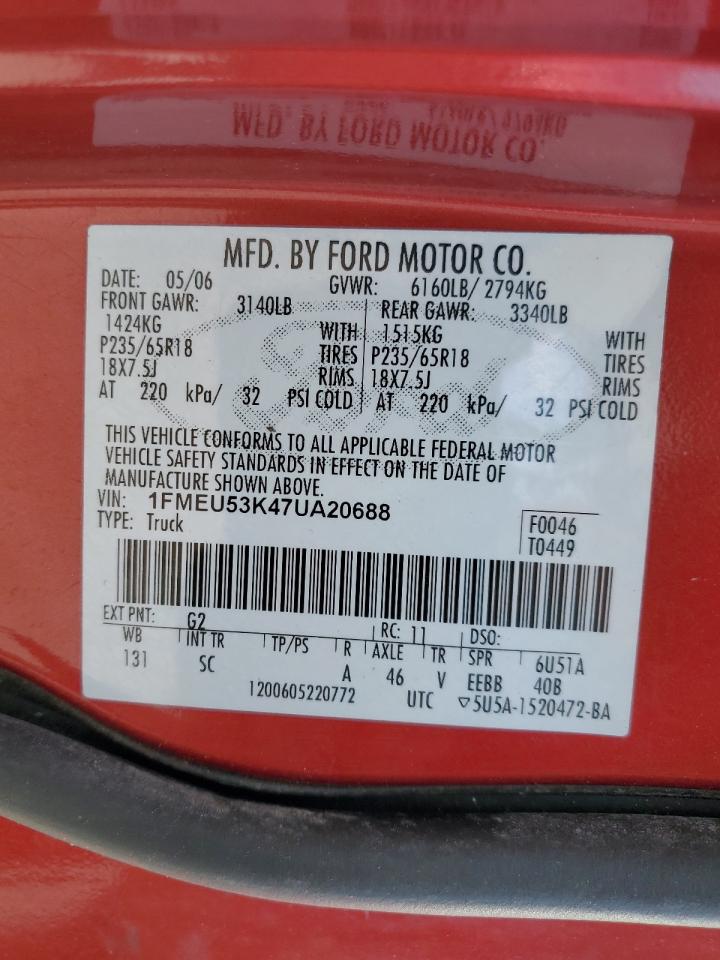 MFD. BY FORD MOTOR CO.
MFD. BY FORD MOTOR CO.
DATE: 05/06 GVWR: 6160LB/ 2794KG
FRONT GAWR: 3140LB REAR GAWR: 3340LB
1424KG WITH 1515KG WITH
P235/65R18 TIRES P235/65R18 TIRES
18X7.5J RIMS 18X7.5J RIMS
AT 220 kPa/ 32 PSI COLD AT 220 kPa/ 32 PSI COLD
THIS VEHICLE CONFORMS TO ALL APPLICABLE FEDERAL MOTOR
VEHICLE SAFETY STANDARDS IN EFFECT ON THE DATE OF
MANUFACTURE SHOWN ABOVE.
VIN: 1FMEU53K47UA20688
TYPE: Truck
F0046
T0449
EXT PNT: G2 RC: 11 DSO:
WB INT TR TP/PS R AXLE TR SPR 6U51A
131 SC A 46 V EEBB 40B
1200605220772 UTC ▽5U5A-1520472-BA